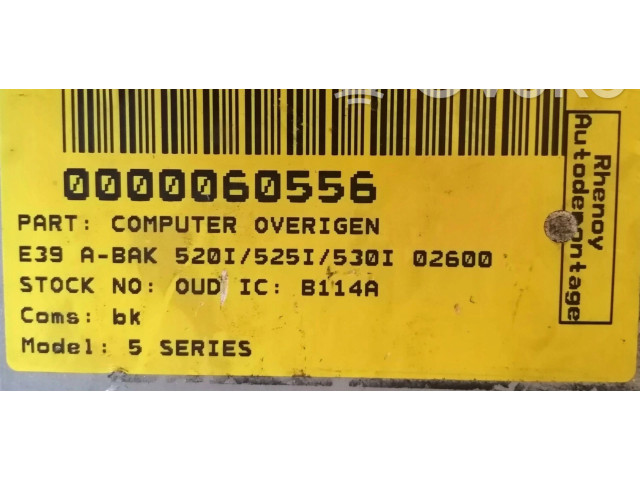 0000060556
PART: COMPUTER OVERIGEN
E39 A-BAK 520I/525I/530I 02600
STOCK NO: OUD IC: B114A
Coms: bk
Model: 5 SERIES
Rhenoy
Autodemontage